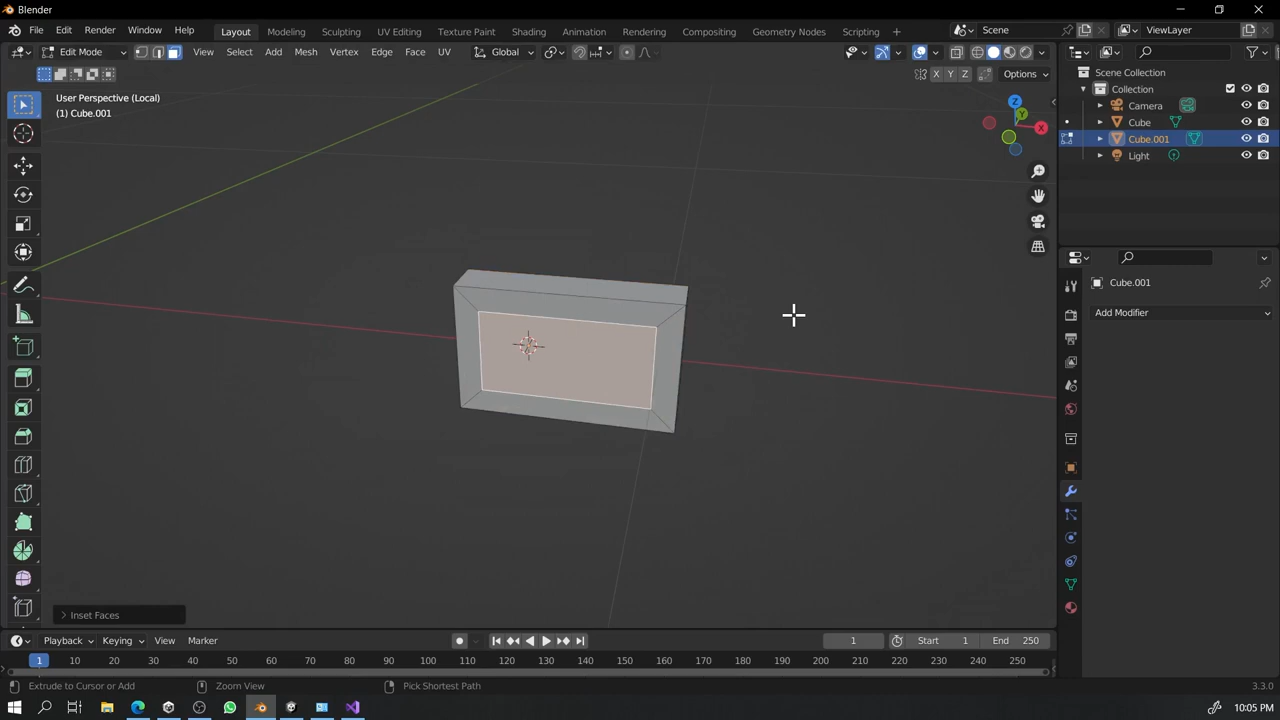 Blender
File Edit Render Window Help
Layout Modeling Sculpting UV Editing Texture Paint Shading Animation Rendering Compositing Geometry Nodes Scripting +
Scene ViewLayer
Edit Mode View Select Add Mesh Vertex Edge Face UV Global
X Y Z Options
User Perspective (Local)
(1) Cube.001
Z
Y
X
Scene Collection
Collection
Camera
Cube
Cube.001
Light
Cube.001
Add Modifier
> Inset Faces
Playback Keying View Marker
1 Start 1 End 250
1 10 20 30 40 50 60 70 80 90 100 110 120 130 140 150 160 170 180 190 200 210 220 230 240 250
Extrude to Cursor or Add Zoom View Pick Shortest Path 3.3.0
10:05 PM